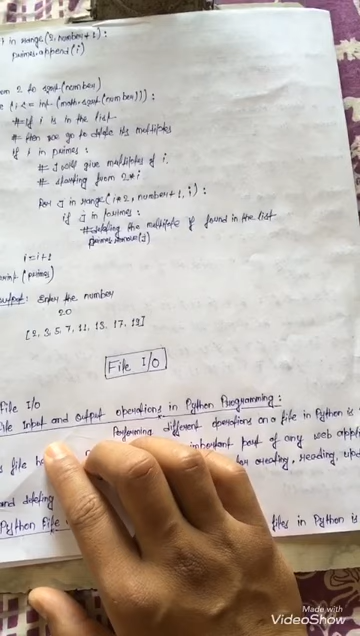 in range(2, number+1):
primes.append(i)
2 to sqrt(number)
(i<= int (math.sqrt(number))):
#if i is in the list
# then we go to delete its multiples
if i in primes:
# J will give multiples of i,
# starting from 2*i
for J in range(i*2, number+1, i):
if J in primes:
#deleting the multiple if found in the list
primes.remove(J)
i=i+1
(primes)
output: Enter the number
20
[2, 3, 5, 7, 11, 13, 17, 19]
File I/O
File I/O
Input and output operations in Python Programming:
Performing different operations on a file in Python is
file important part of any web
creating, reading,
and deleting
Python File files in Python is
Made with
VideoShow